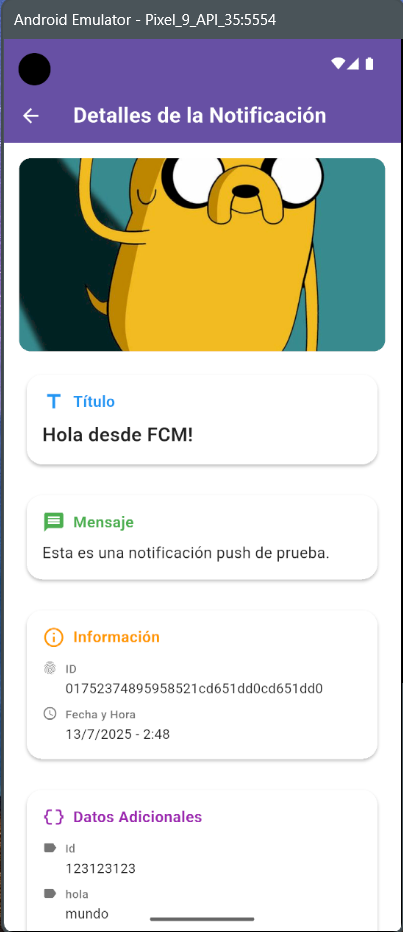 Android Emulator - Pixel_9_API_35:5554
Detalles de la Notificación
Título
Hola desde FCM!
Mensaje
Esta es una notificación push de prueba.
Información
ID
01752374895958521cd651dd0cd651dd0
Fecha y Hora
13/7/2025 - 2:48
Datos Adicionales
id
123123123
hola
mundo